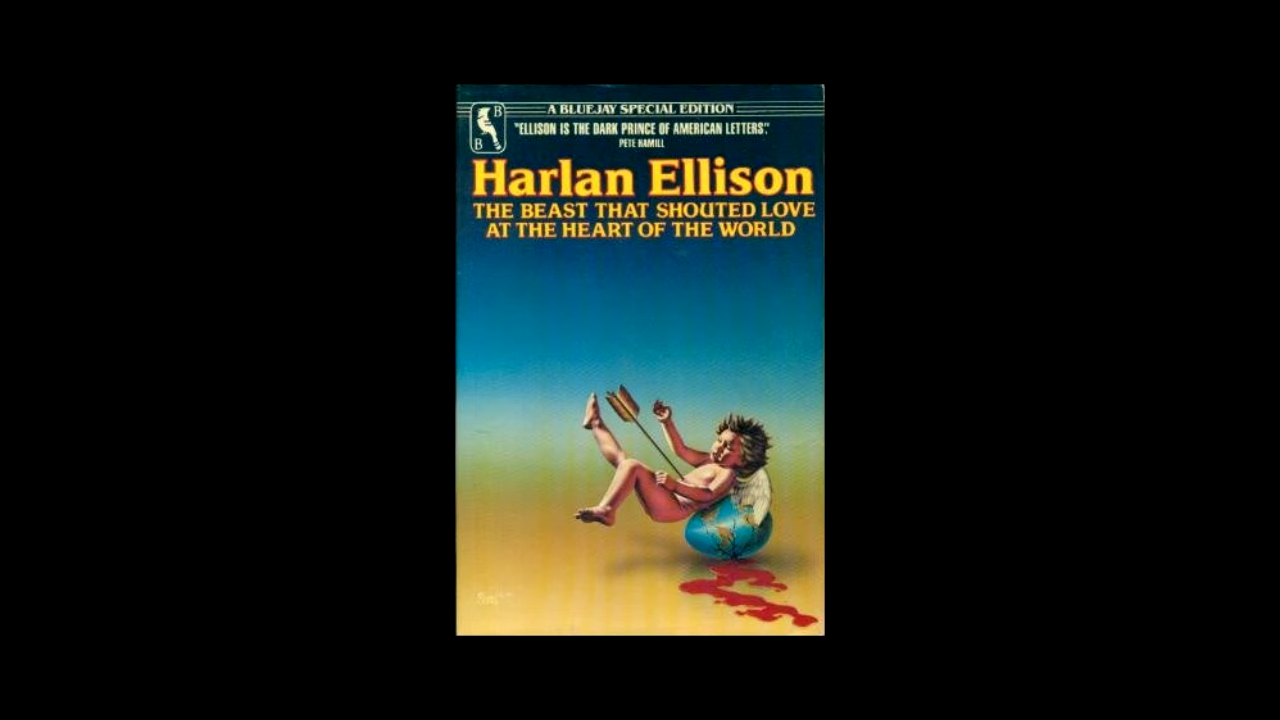 A BLUEJAY SPECIAL EDITION
B
B
"ELLISON IS THE DARK PRINCE OF AMERICAN LETTERS."
PETE HAMILL
Harlan Ellison
THE BEAST THAT SHOUTED LOVE
AT THE HEART OF THE WORLD